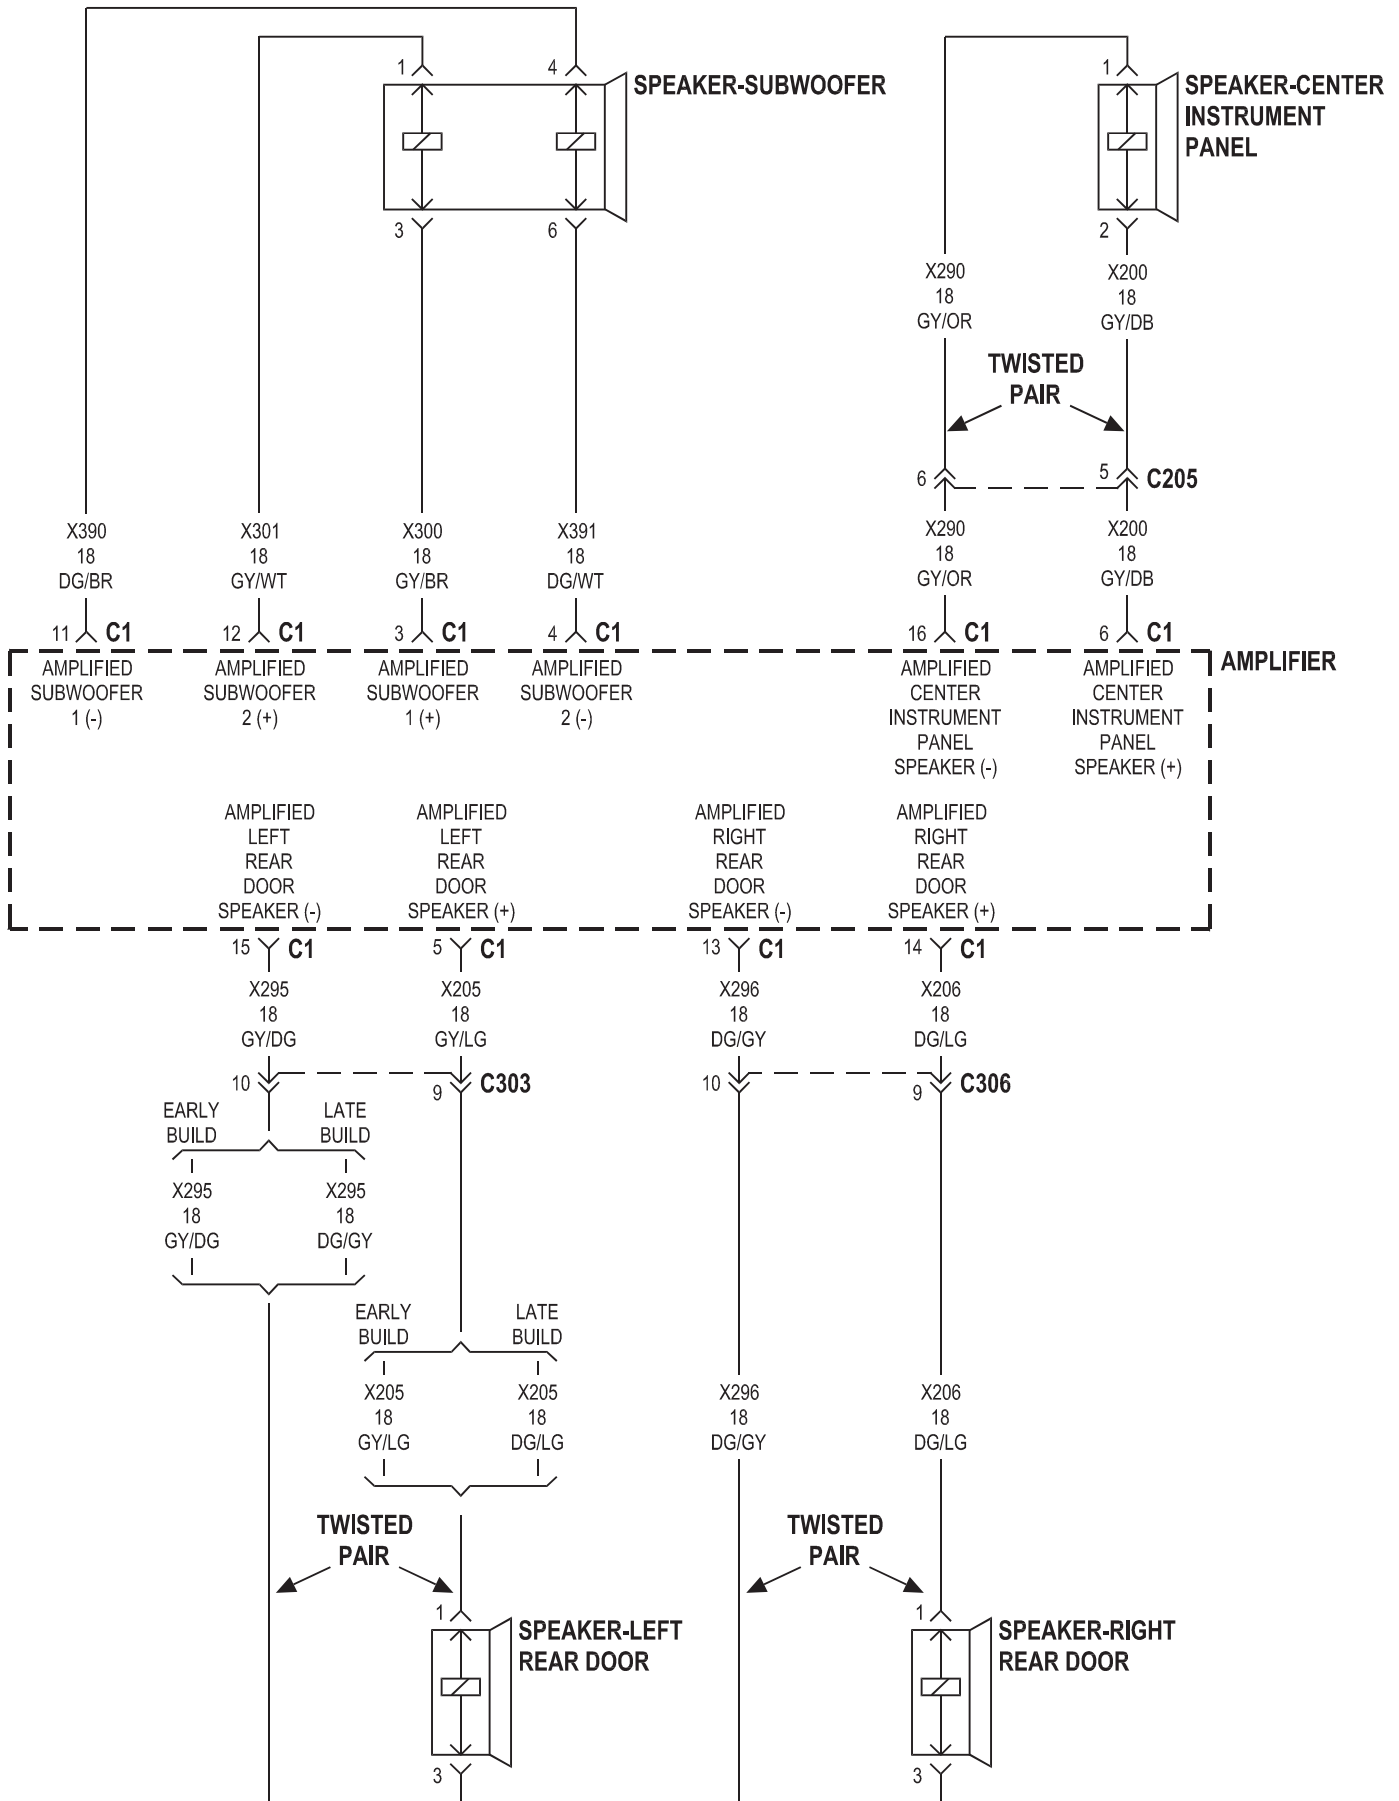 1
4
SPEAKER-SUBWOOFER
3
6
1
SPEAKER-CENTER
INSTRUMENT
PANEL
2
X290
18
GY/OR
X200
18
GY/DB
TWISTED
PAIR
6
5
C205
X390
18
DG/BR
X301
18
GY/WT
X300
18
GY/BR
X391
18
DG/WT
X290
18
GY/OR
X200
18
GY/DB
11
C1
12
C1
3
C1
4
C1
16
C1
6
C1
AMPLIFIER
AMPLIFIED
SUBWOOFER
1 (-)
AMPLIFIED
SUBWOOFER
2 (+)
AMPLIFIED
SUBWOOFER
1 (+)
AMPLIFIED
SUBWOOFER
2 (-)
AMPLIFIED
CENTER
INSTRUMENT
PANEL
SPEAKER (-)
AMPLIFIED
CENTER
INSTRUMENT
PANEL
SPEAKER (+)
AMPLIFIED
LEFT
REAR
DOOR
SPEAKER (-)
AMPLIFIED
LEFT
REAR
DOOR
SPEAKER (+)
AMPLIFIED
RIGHT
REAR
DOOR
SPEAKER (-)
AMPLIFIED
RIGHT
REAR
DOOR
SPEAKER (+)
15
C1
5
C1
13
C1
14
C1
X295
18
GY/DG
X205
18
GY/LG
X296
18
DG/GY
X206
18
DG/LG
10
9
C303
10
9
C306
EARLY
BUILD
LATE
BUILD
X295
18
GY/DG
X295
18
DG/GY
EARLY
BUILD
LATE
BUILD
X205
18
GY/LG
X205
18
DG/LG
X296
18
DG/GY
X206
18
DG/LG
TWISTED
PAIR
TWISTED
PAIR
1
SPEAKER-LEFT
REAR DOOR
3
1
SPEAKER-RIGHT
REAR DOOR
3